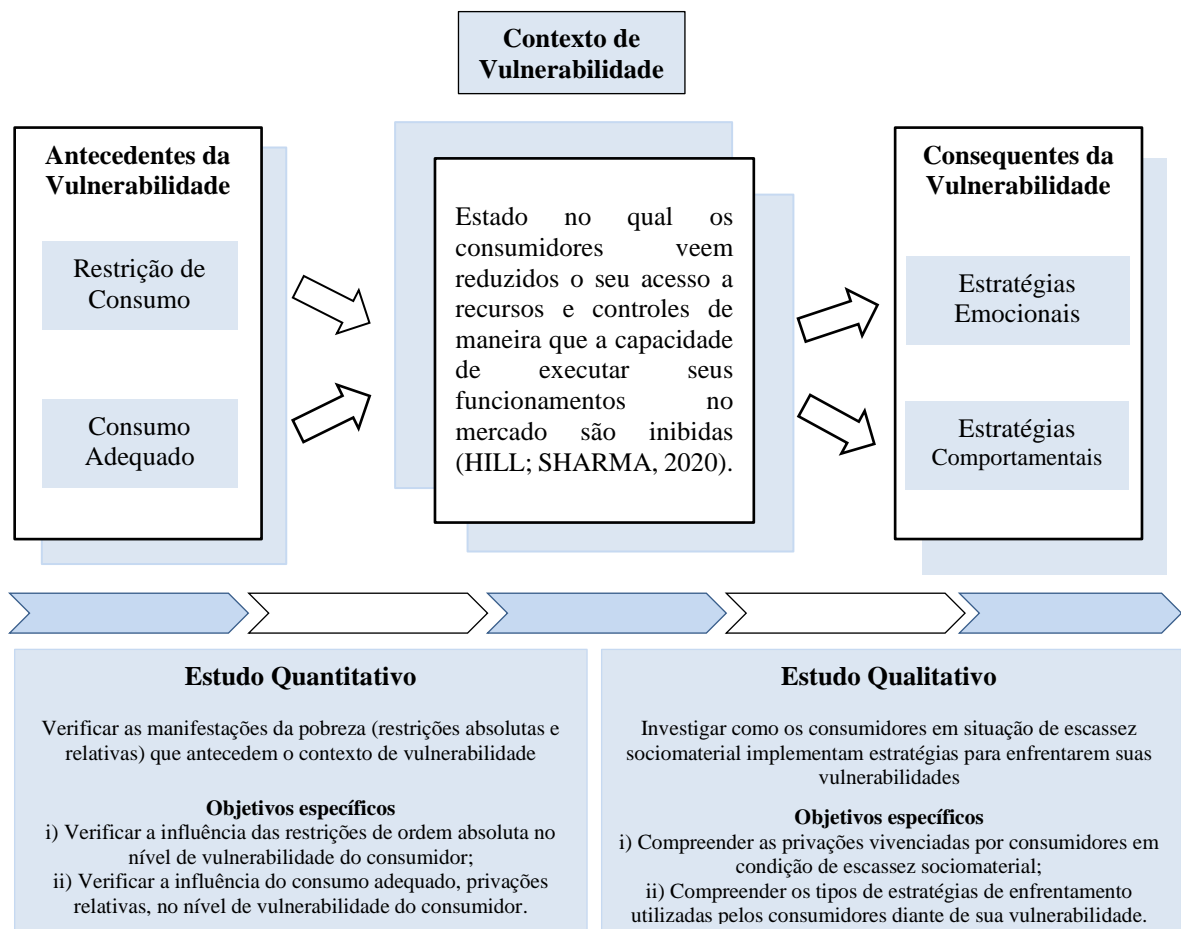 Contexto de
Vulnerabilidade
Antecedentes da
Vulnerabilidade
Restrição de
Consumo
Consumo
Adequado
Estado no qual os
consumidores veem
reduzidos o seu acesso a
recursos e controles de
maneira que a capacidade
de executar seus
funcionamentos no
mercado são inibidas
(HILL; SHARMA, 2020).
Consequentes da
Vulnerabilidade
Estratégias
Emocionais
Estratégias
Comportamentais
Estudo Quantitativo
Verificar as manifestações da pobreza (restrições absolutas e
relativas) que antecedem o contexto de vulnerabilidade
Objetivos específicos
i) Verificar a influência das restrições de ordem absoluta no
nível de vulnerabilidade do consumidor;
ii) Verificar a influência do consumo adequado, privações
relativas, no nível de vulnerabilidade do consumidor.
Estudo Qualitativo
Investigar como os consumidores em situação de escassez
sociomaterial implementam estratégias para enfrentarem suas
vulnerabilidades
Objetivos específicos
i) Compreender as privações vivenciadas por consumidores em
condição de escassez sociomaterial;
ii) Compreender os tipos de estratégias de enfrentamento
utilizadas pelos consumidores diante de sua vulnerabilidade.